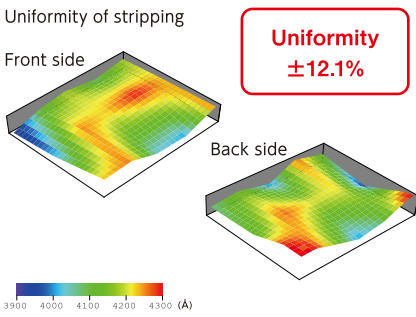 Uniformity of stripping
Front side
Uniformity
±12.1%
Back side
3900 4000 4100 4200 4300 (Å)